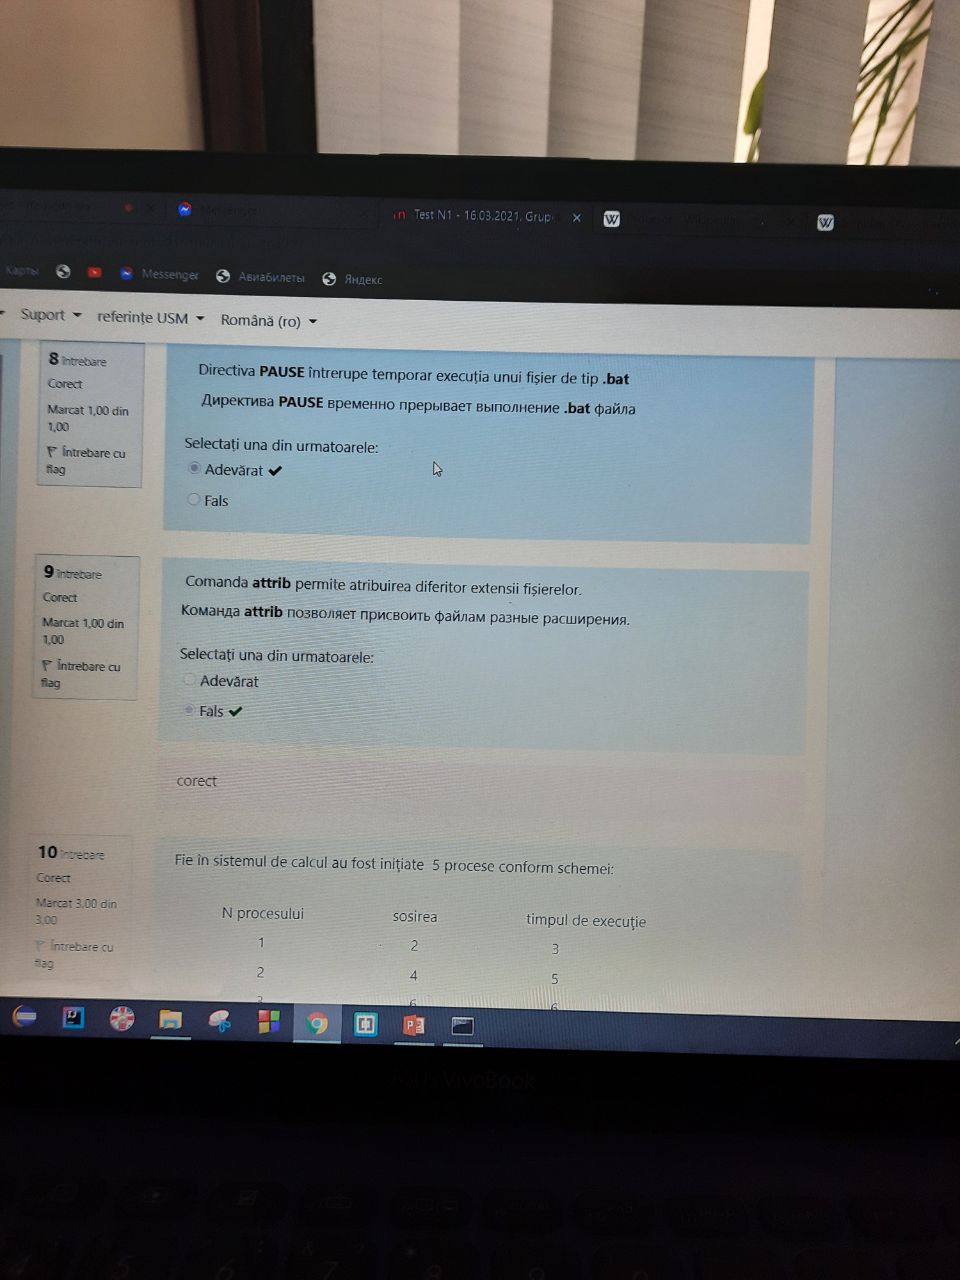 Messenger
Test N1 - 16.03.2021. Grup
Карты
Messenger
Авиабилеты
Яндекс
Suport
referințe USM
Română (ro)
8 Întrebare
Corect
Marcat 1,00 din
1,00
Întrebare cu
flag
Directiva PAUSE întrerupe temporar execuția unui fișier de tip .bat
Директива PAUSE временно прерывает выполнение .bat файла
Selectați una din urmatoarele:
Adevărat
Fals
9 Întrebare
Corect
Marcat 1,00 din
1,00
Întrebare cu
flag
Comanda attrib permite atribuirea diferitor extensii fișierelor.
Команда attrib позволяет присвоить файлам разные расширения.
Selectați una din urmatoarele:
Adevărat
Fals
corect
10 Întrebare
Corect
Marcat 3,00 din
3,00
Întrebare cu
flag
Fie în sistemul de calcul au fost inițiate 5 procese conform schemei:
N procesului sosirea timpul de execuție
1 2 3
2 4 5
3 6 6
ASUS VivoBook